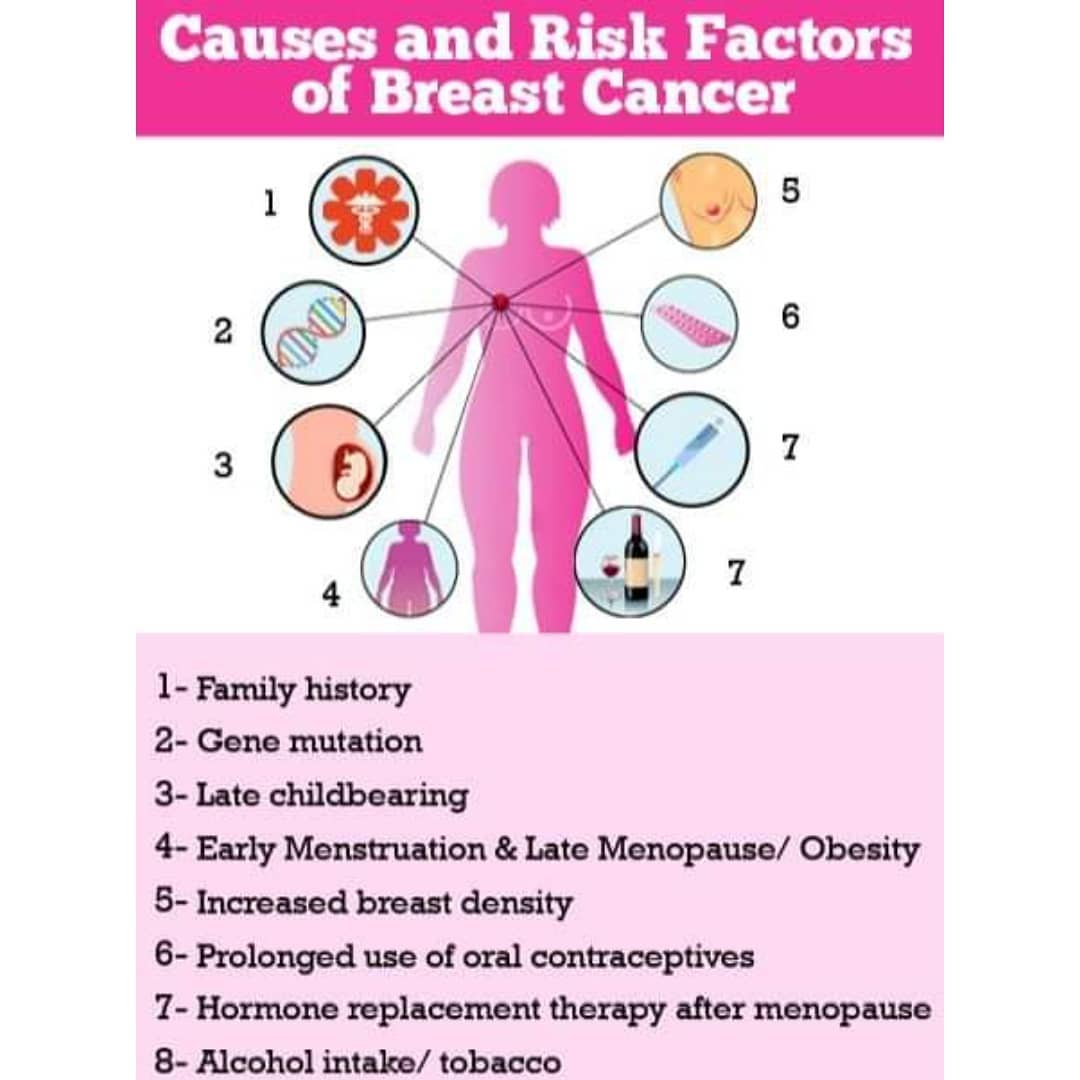 Causes and Risk Factors
of Breast Cancer
1
5
2
6
3
7
4
7
1- Family history
2- Gene mutation
3- Late childbearing
4- Early Menstruation & Late Menopause/ Obesity
5- Increased breast density
6- Prolonged use of oral contraceptives
7- Hormone replacement therapy after menopause
8- Alcohol intake/ tobacco